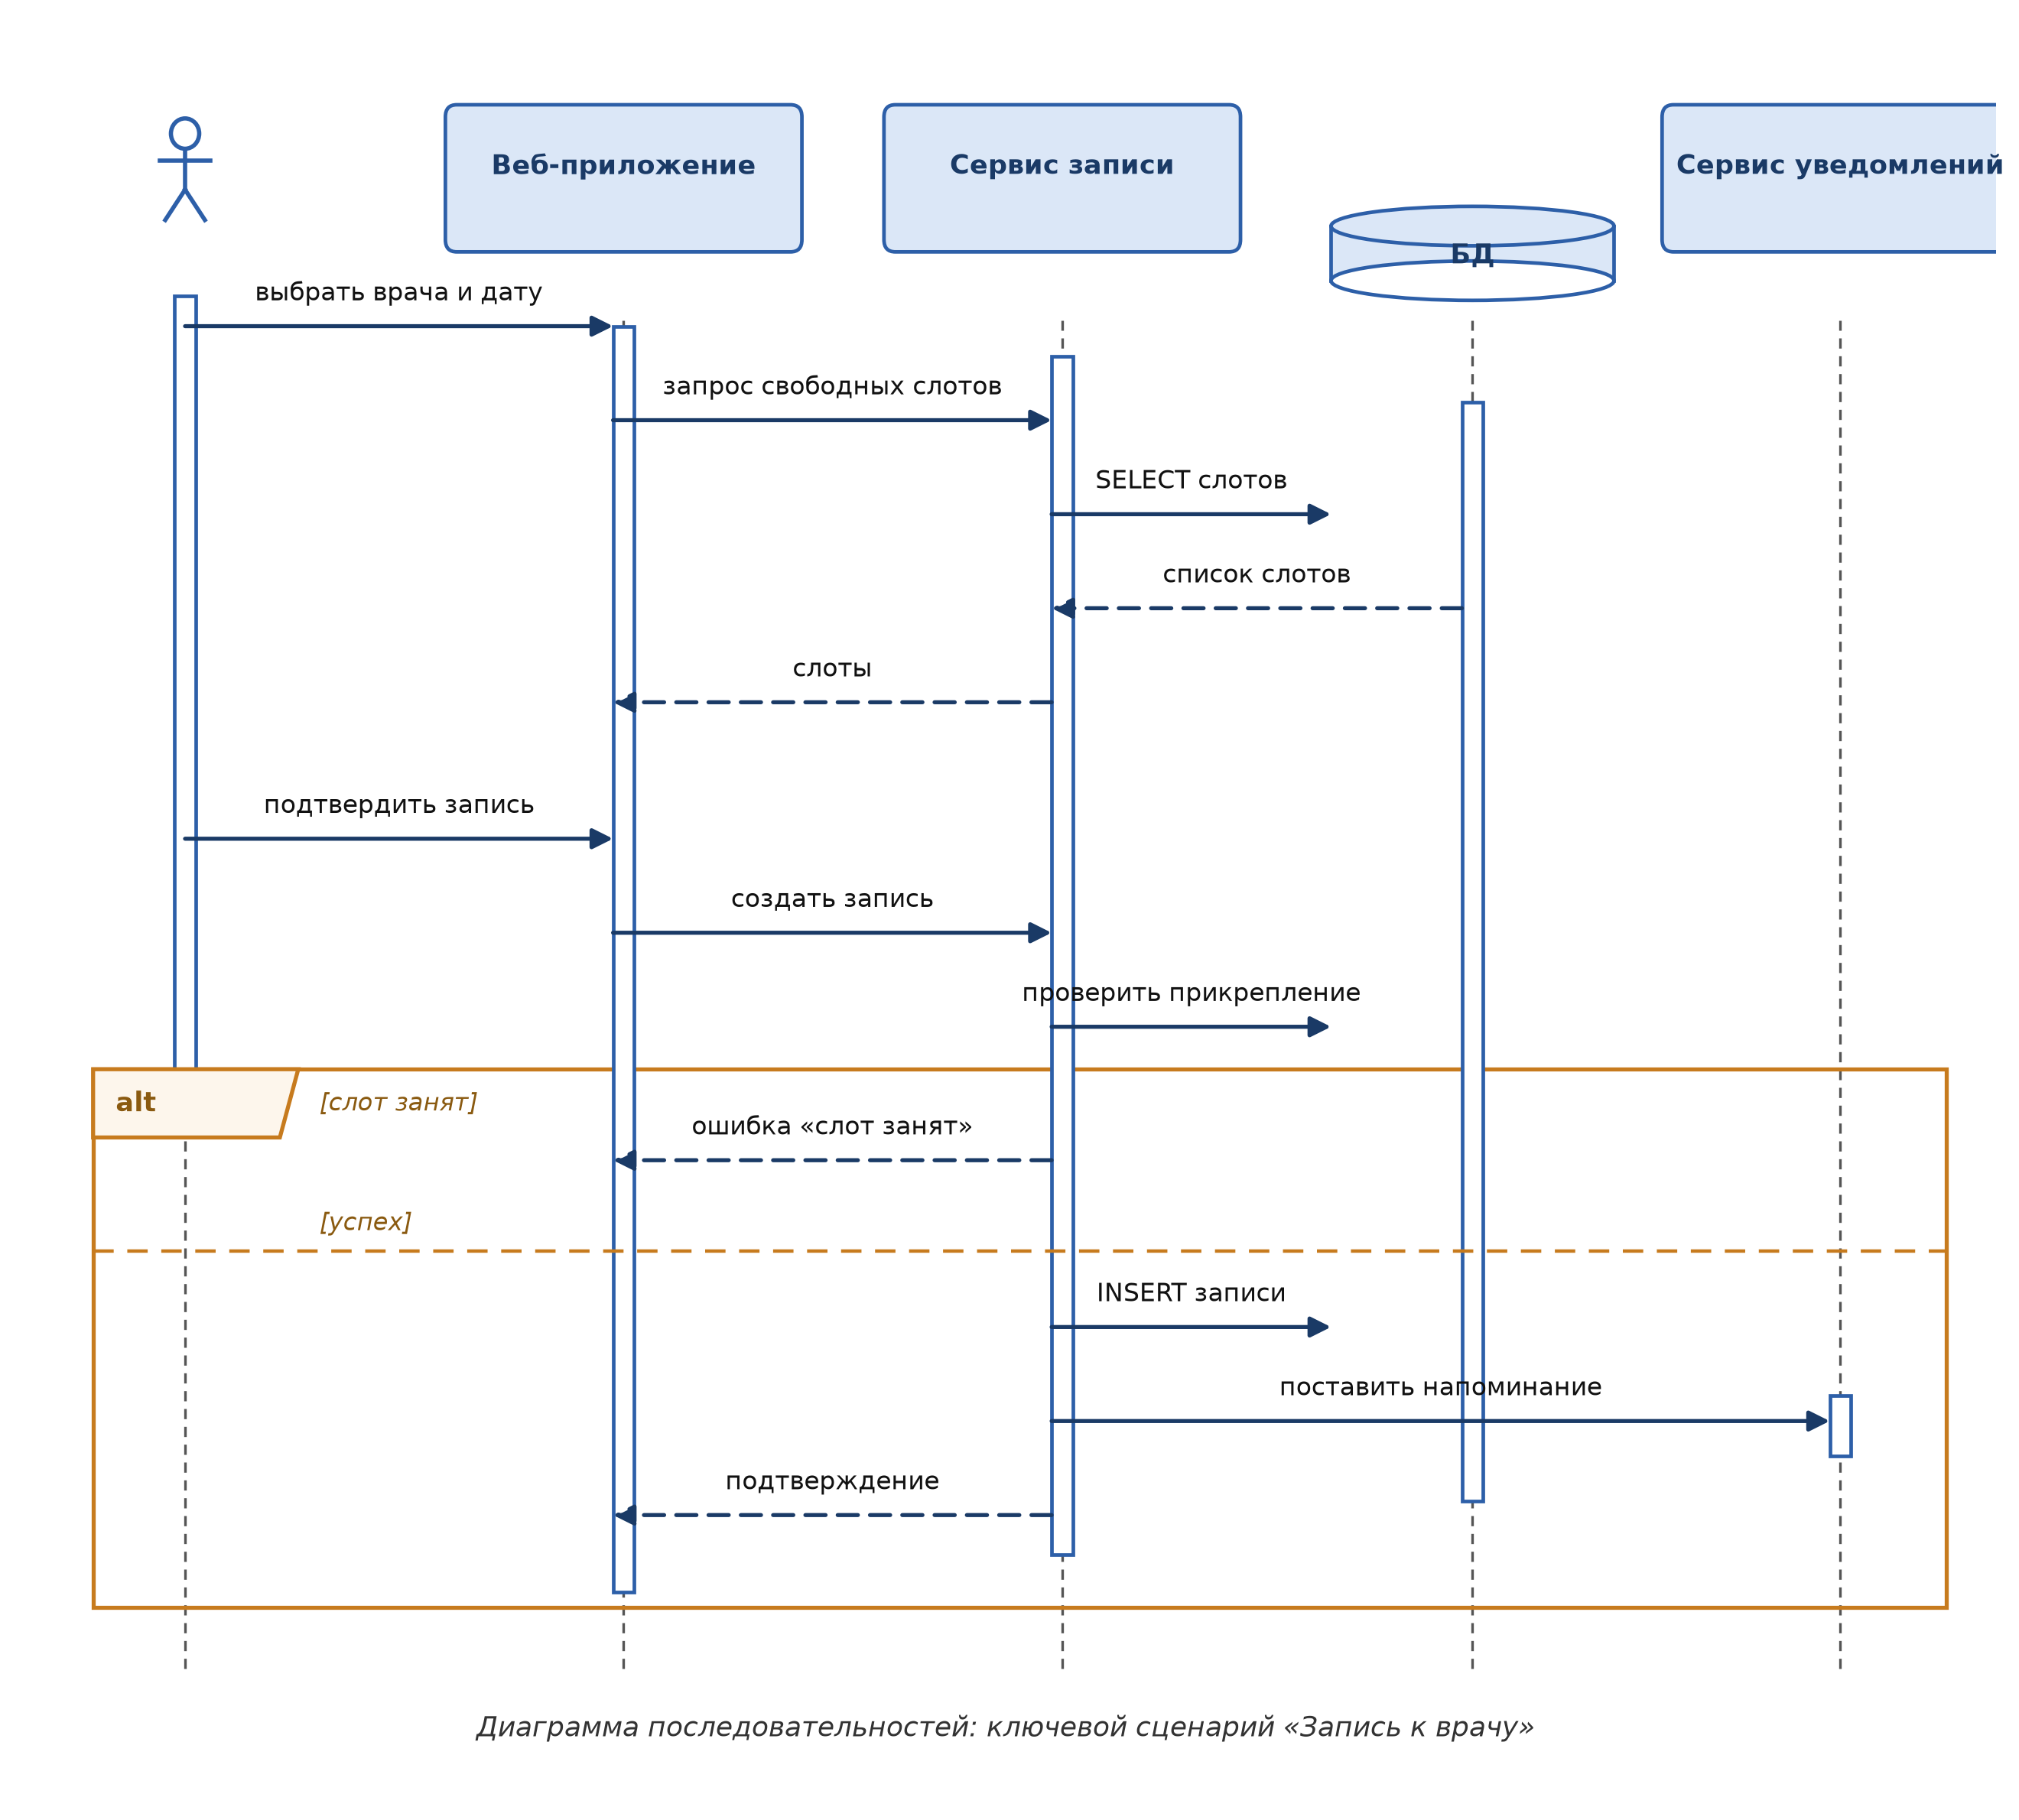 Веб-приложение
Сервис записи
Сервис уведомлений
БД
выбрать врача и дату
запрос свободных слотов
SELECT слотов
список слотов
слоты
подтвердить запись
создать запись
проверить прикрепление
alt
[слот занят]
ошибка «слот занят»
[успех]
INSERT записи
поставить напоминание
подтверждение
Диаграмма последовательностей: ключевой сценарий «Запись к врачу»